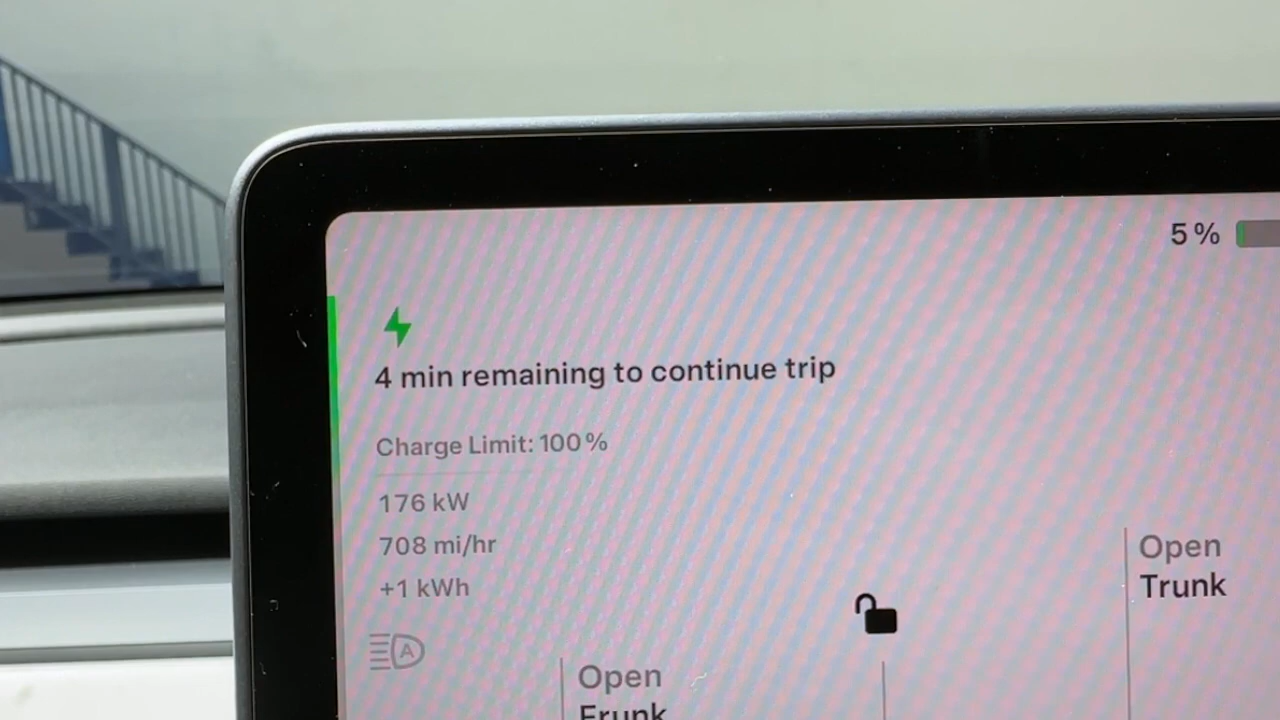 5%
4 min remaining to continue trip
Charge Limit: 100%
176 kW
708 mi/hr
+1 kWh
A
Open
Trunk
Open
Frunk